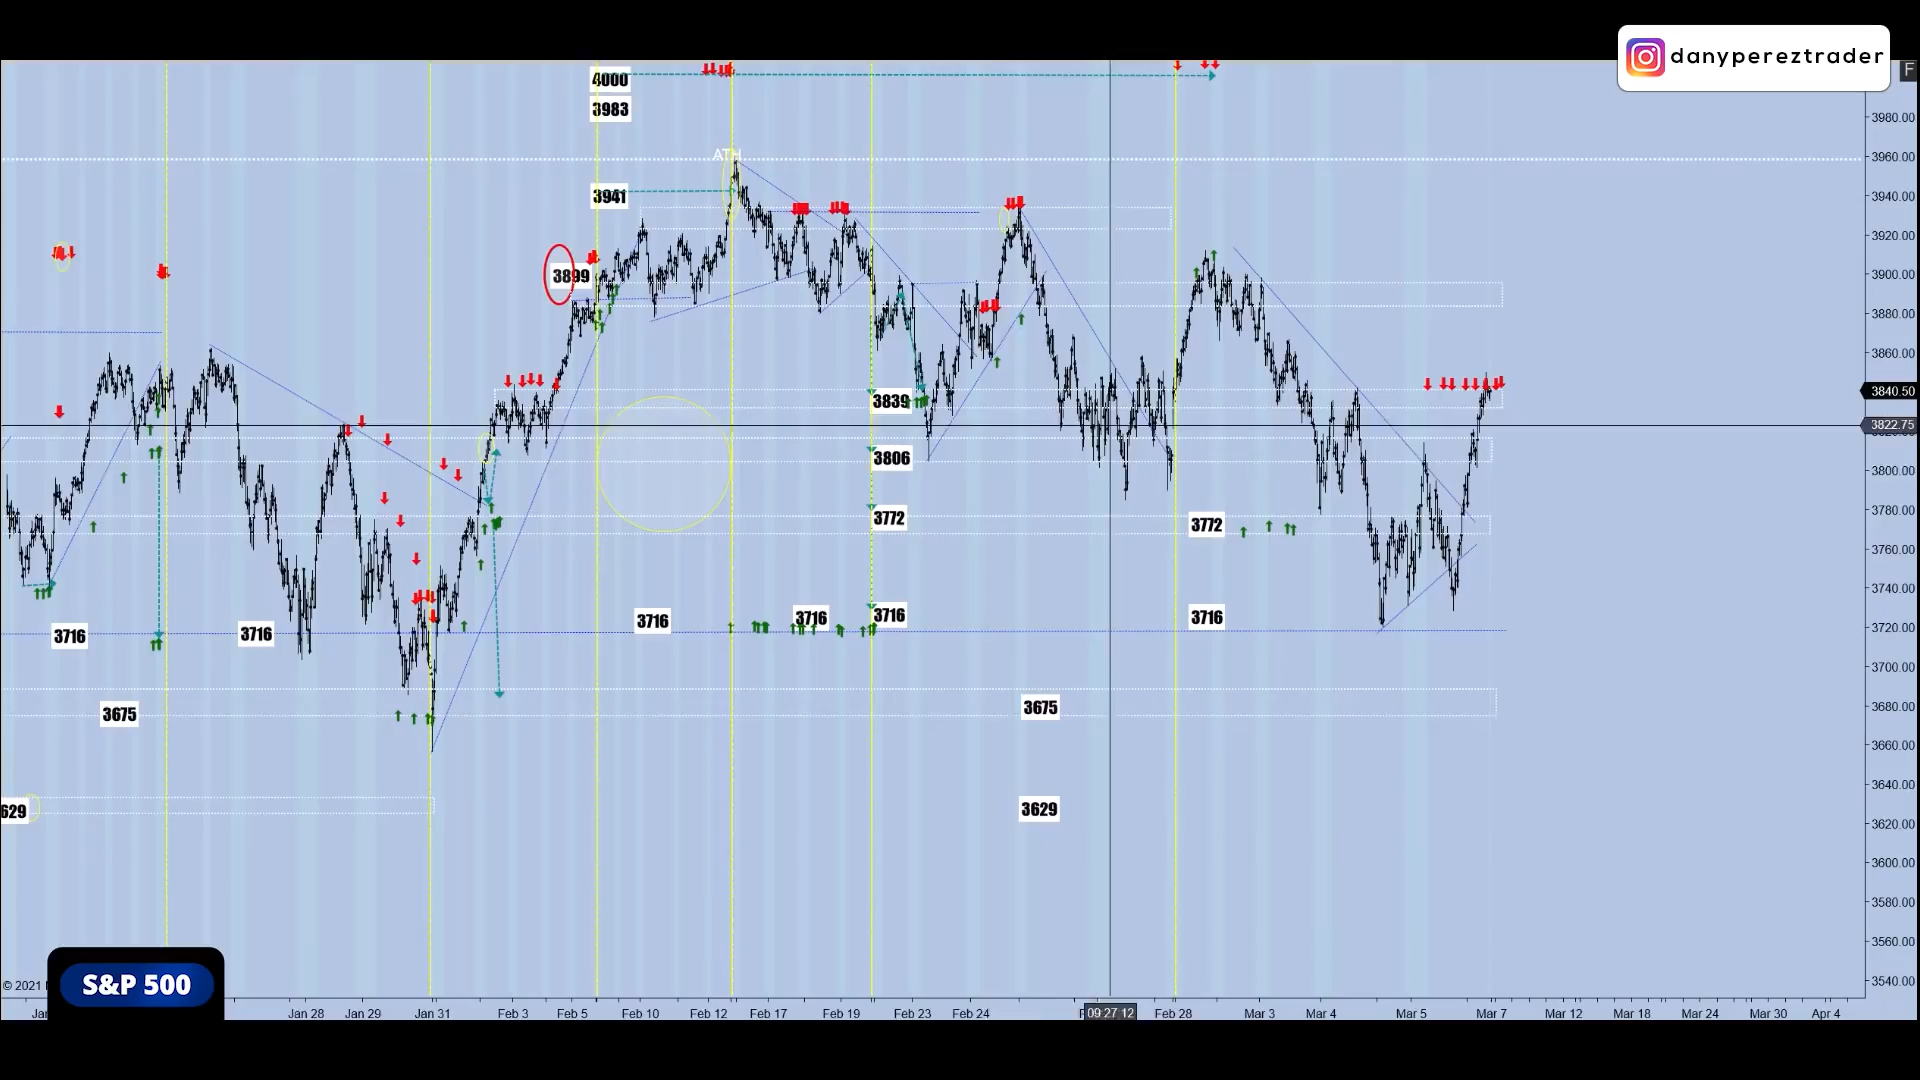 danypereztrader
F
4000
3983
ATH
3941
3899
3839
3806
3772
3772
3716
3716
3716
3716
3716
3716
3675
3675
629
3629
3980.00
3960.00
3940.00
3920.00
3900.00
3880.00
3860.00
3840.50
3822.75
3800.00
3780.00
3760.00
3740.00
3720.00
3700.00
3680.00
3660.00
3640.00
3620.00
3600.00
3580.00
3560.00
3540.00
© 2021
S&P 500
Jan 28
Jan 29
Jan 31
Feb 3
Feb 5
Feb 10
Feb 12
Feb 17
Feb 19
Feb 23
Feb 24
09:27:12
Feb 28
Mar 3
Mar 4
Mar 5
Mar 7
Mar 12
Mar 18
Mar 24
Mar 30
Apr 4